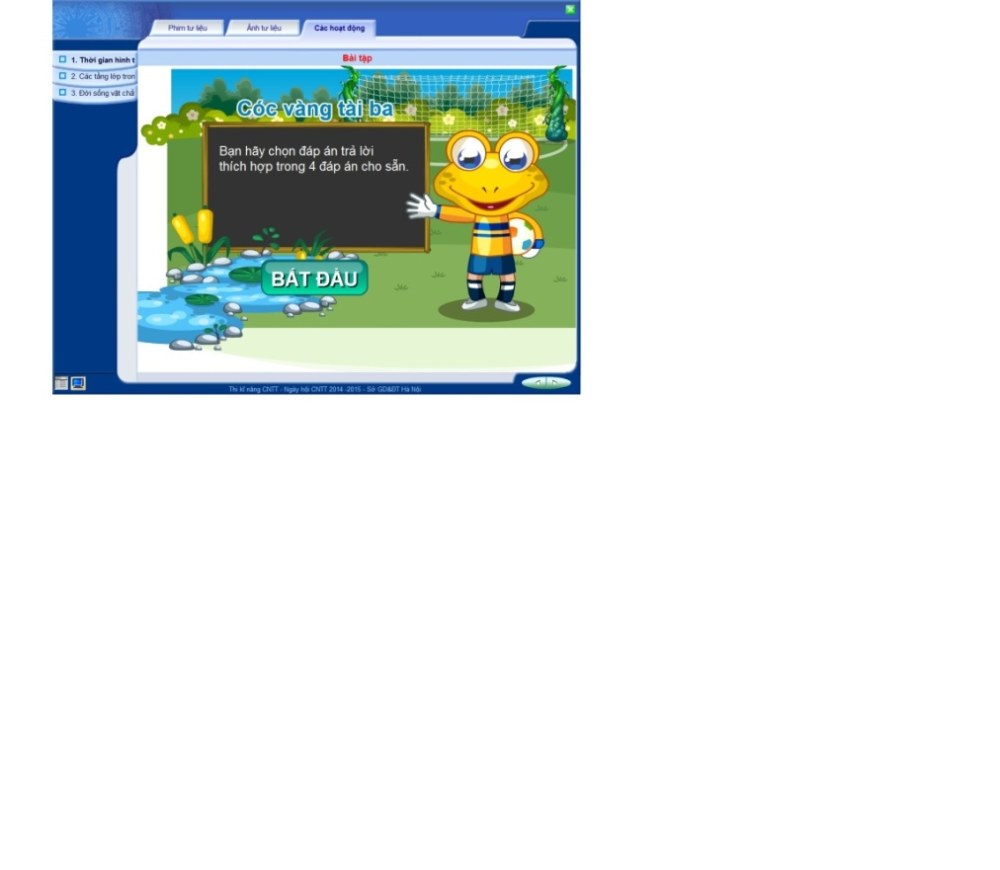 Phim tư liệu
Ảnh tư liệu
Các hoạt động
Bài tập
1. Thời gian hình t
2. Các tầng lớp tron
3. Đời sống vật chấ
Cóc vàng tài ba
Bạn hãy chọn đáp án trả lời
thích hợp trong 4 đáp án cho sẵn.
BẮT ĐẦU
Thi kĩ năng CNTT - Ngày hội CNTT 2014 -2015 - Sở GD&ĐT Hà Nội